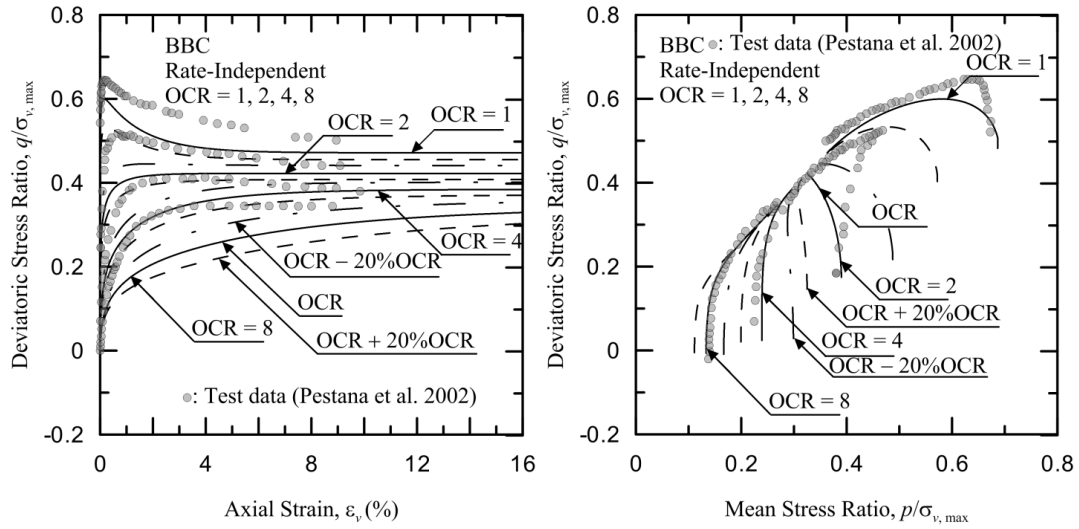 0.8
0.6
0.4
0.2
0
-0.2
Deviatoric Stress Ratio, q/σv, max
BBC
Rate-Independent
OCR = 1, 2, 4, 8
OCR = 2
OCR = 1
OCR = 4
OCR − 20%OCR
OCR
OCR = 8
OCR + 20%OCR
: Test data (Pestana et al. 2002)
0 4 8 12 16
Axial Strain, εv (%)
0.8
0.6
0.4
0.2
0
-0.2
Deviatoric Stress Ratio, q/σv, max
BBC : Test data (Pestana et al. 2002)
Rate-Independent
OCR = 1
OCR = 1, 2, 4, 8
OCR
OCR = 2
OCR + 20%OCR
OCR = 4
OCR − 20%OCR
OCR = 8
0 0.2 0.4 0.6 0.8
Mean Stress Ratio, p/σv, max